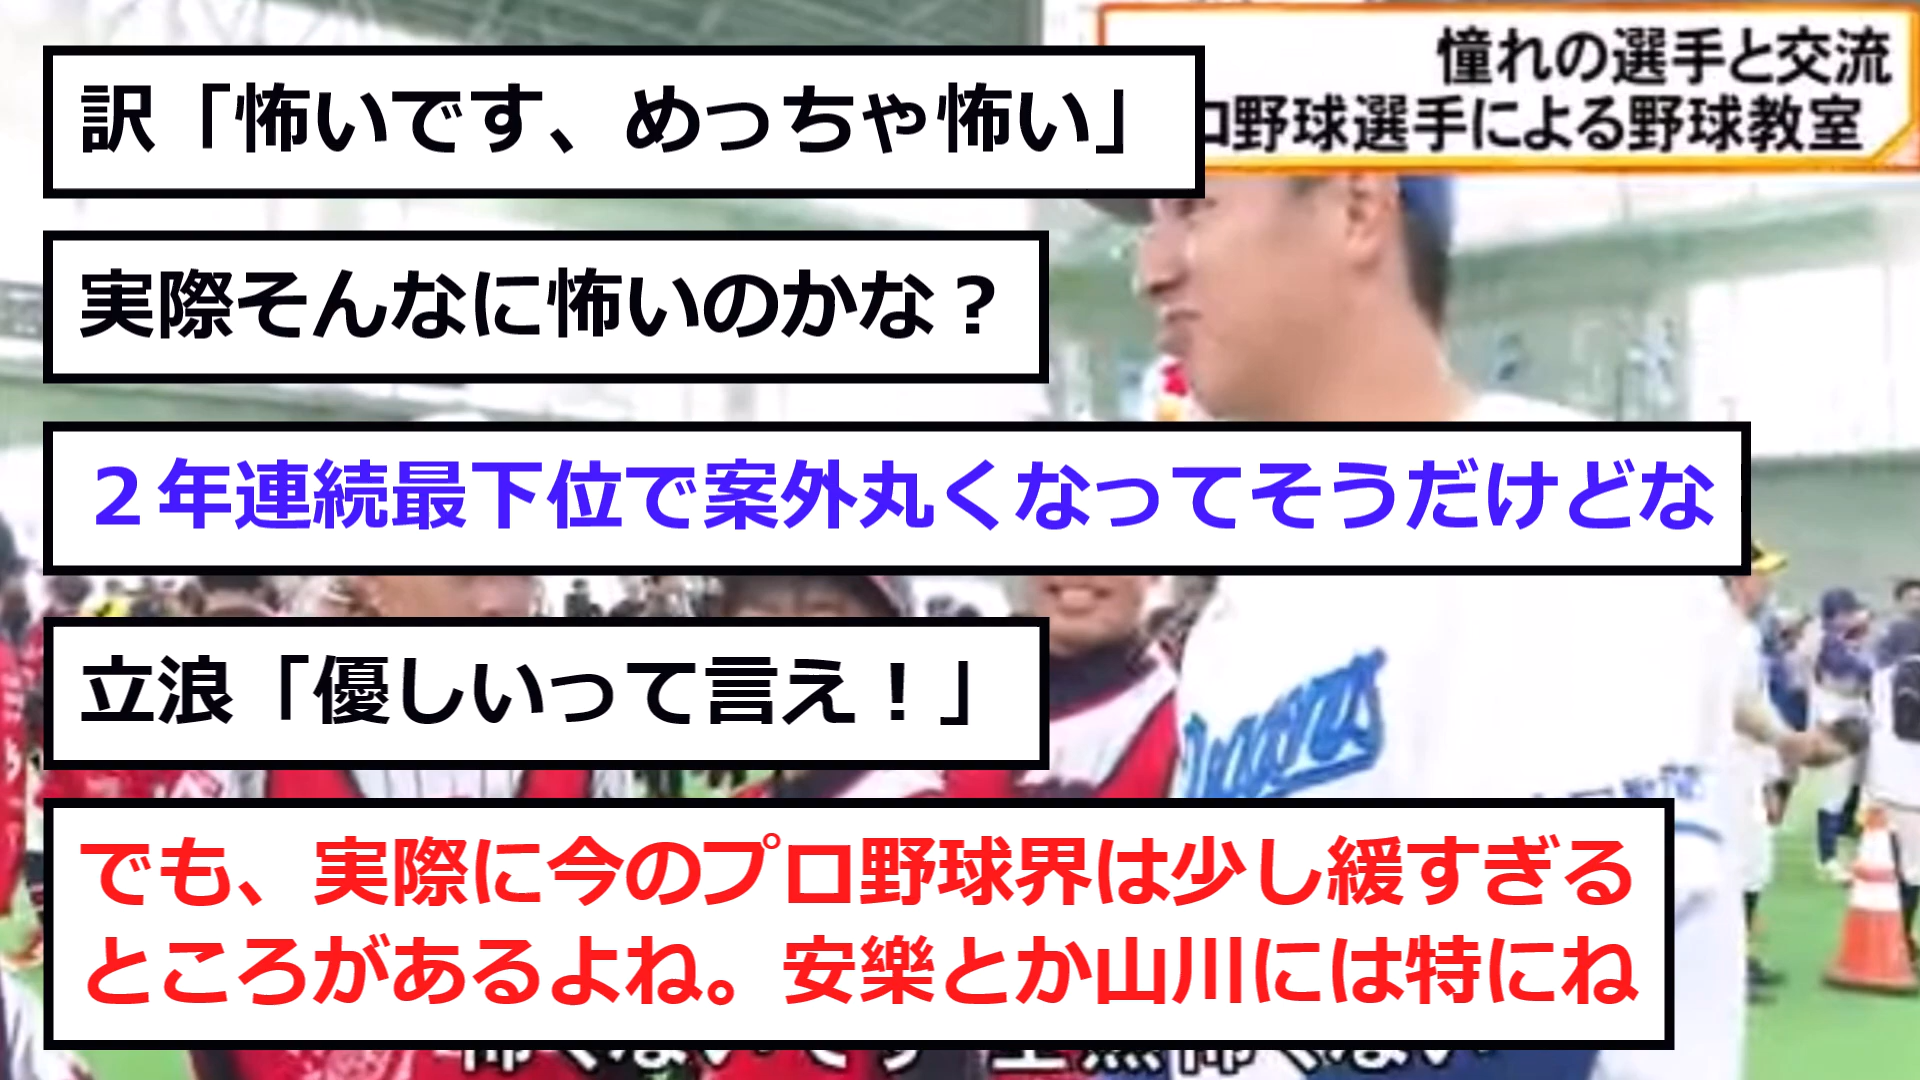 憧れの選手と交流
ロ野球選手による野球教室
訳「怖いです、めっちゃ怖い」
実際そんなに怖いのかな？
２年連続最下位で案外丸くなってそうだけどな
立浪「優しいって言え！」
でも、実際に今のプロ野球界は少し緩すぎる
ところがあるよね。安樂とか山川には特にね
Dragons